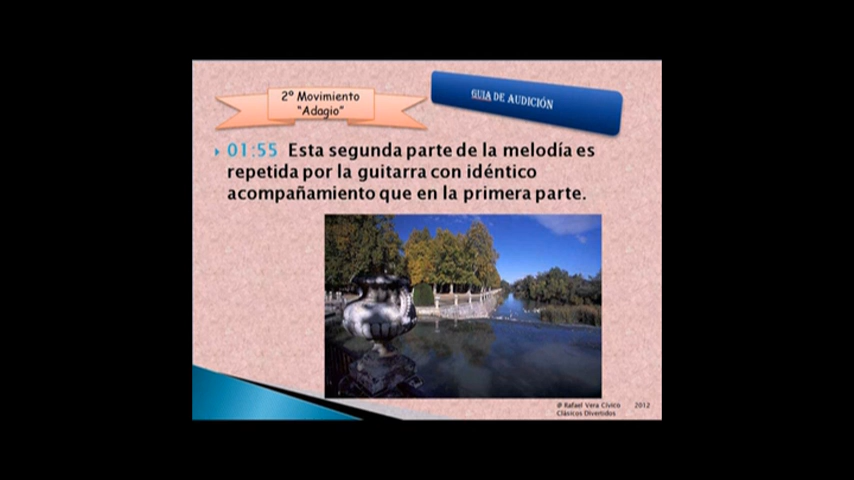 2º Movimiento
“Adagio”
GUIA DE AUDICIÓN
01:55 Esta segunda parte de la melodía es
repetida por la guitarra con idéntico
acompañamiento que en la primera parte.
@ Rafael Vera Cívico 2012
Clásicos Divertidos